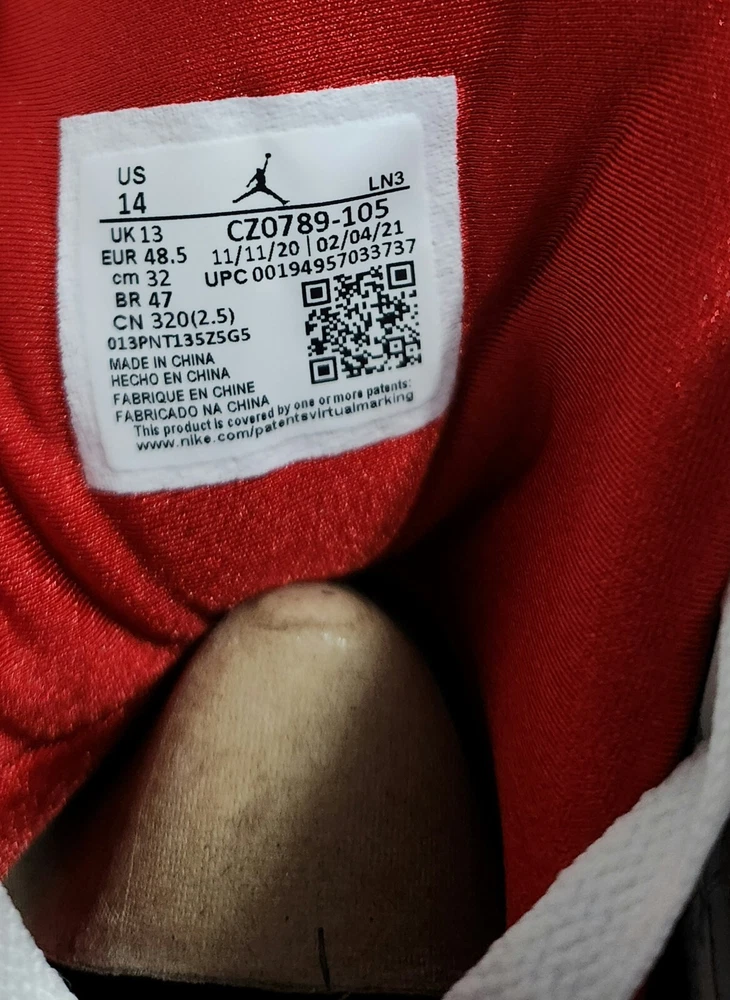 US
14
LN3
UK 13
CZ0789-105
EUR 48.5
11/11/20 | 02/04/21
cm 32
UPC 00194957033737
BR 47
CN 320(2.5)
013PNT135Z5G5
MADE IN CHINA
HECHO EN CHINA
FABRIQUE EN CHINE
FABRICADO NA CHINA
This product is covered by one or more patents:
www.nike.com/patentsvirtualmarking